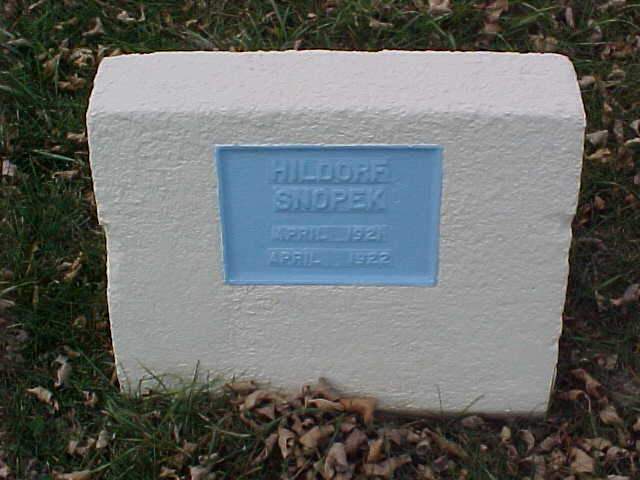 HILDORF
SNOPEK
APRIL 1921
APRIL 1922